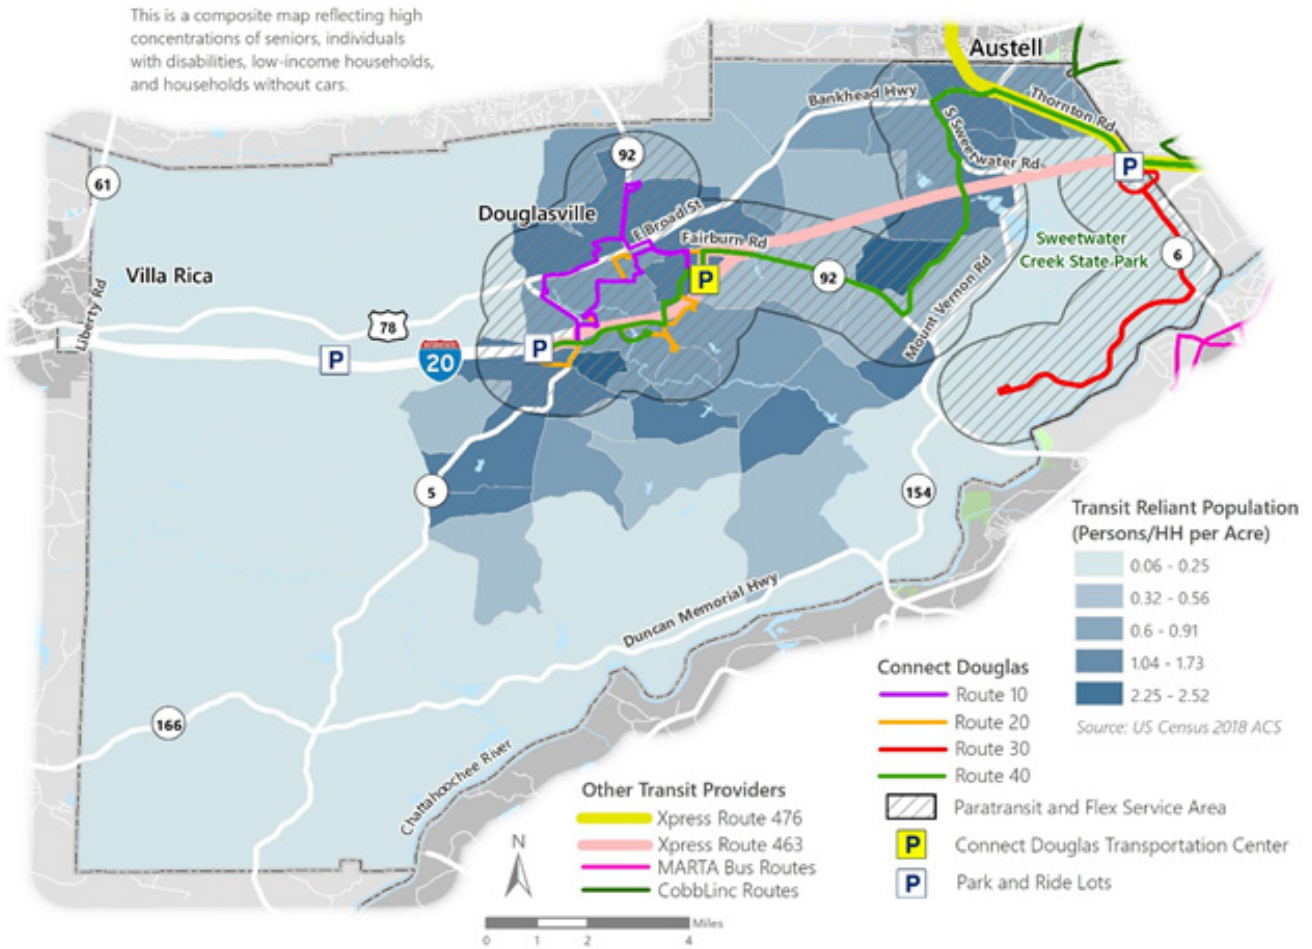 This is a composite map reflecting high
concentrations of seniors, individuals
with disabilities, low-income households,
and households without cars.
Austell
Bankhead Hwy
Thornton Rd
S Sweetwater Rd
92
61
P
Douglasville
E Broad St
Fairburn Rd
Sweetwater
Creek State Park
6
Villa Rica
P
92
Mount Vernon Rd
Liberty Rd
78
P
P
INTERSTATE
20
5
154
Transit Reliant Population
(Persons/HH per Acre)
0.06 - 0.25
0.32 - 0.56
0.6 - 0.91
1.04 - 1.73
2.25 - 2.52
Source: US Census 2018 ACS
Duncan Memorial Hwy
166
Chattahoochee River
Connect Douglas
Route 10
Route 20
Route 30
Route 40
Paratransit and Flex Service Area
P Connect Douglas Transportation Center
P Park and Ride Lots
Other Transit Providers
Xpress Route 476
Xpress Route 463
MARTA Bus Routes
CobbLinc Routes
N
Miles
0 1 2 4